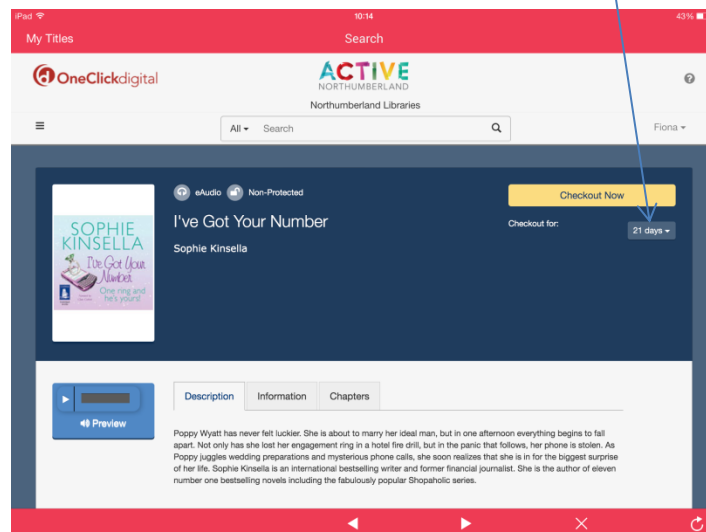 iPad 10:14 43%
My Titles Search
OneClickdigital
ACTIVE
NORTHUMBERLAND
Northumberland Libraries
All Search Fiona
eAudio Non-Protected
Checkout Now
I've Got Your Number
Checkout for: 21 days
Sophie Kinsella
SOPHIE
KINSELLA
I've Got Your
Number
One ring and
he's yours!
Preview
Description Information Chapters
Poppy Wyatt has never felt luckier. She is about to marry her ideal man, but in one afternoon everything begins to fall
apart. Not only has she lost her engagement ring in a hotel fire drill, but in the panic that follows, her phone is stolen. As
Poppy juggles wedding preparations and mysterious phone calls, she soon realizes that she is in for the biggest surprise
of her life. Sophie Kinsella is an international bestselling writer and former financial journalist. She is the author of eleven
number one bestselling novels including the fabulously popular Shopaholic series.